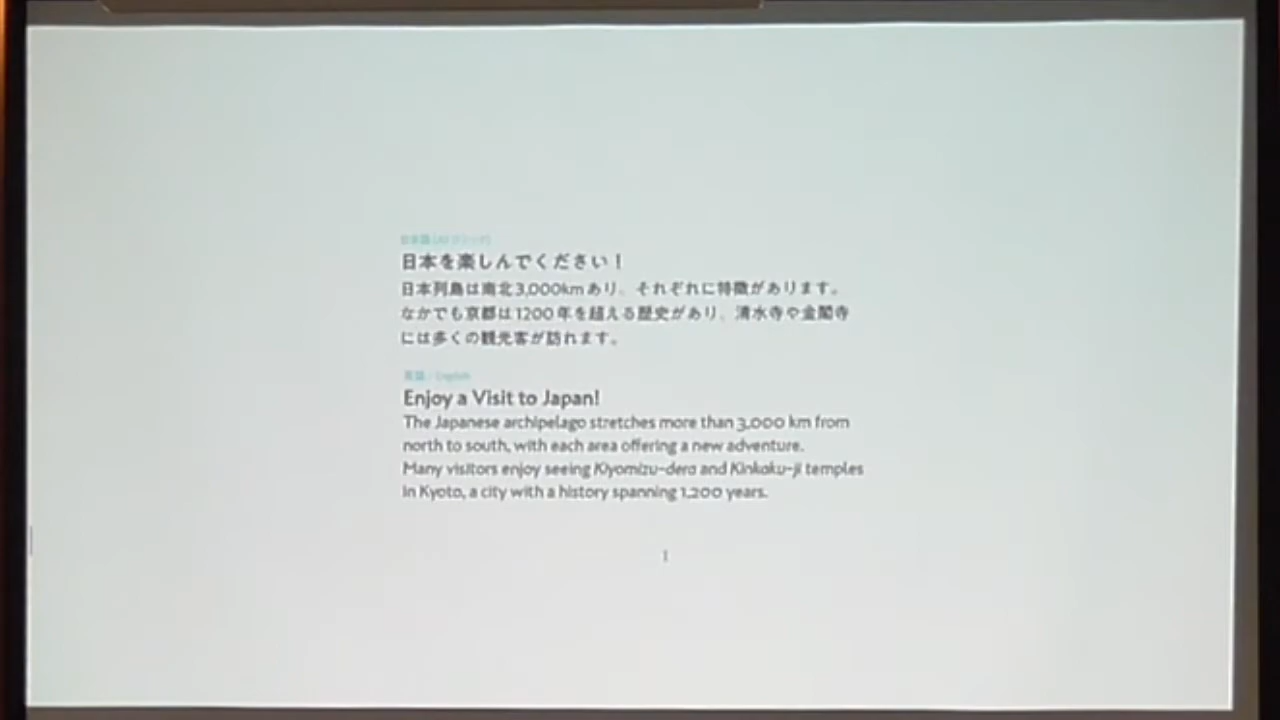 日本語
日本を楽しんでください！
日本列島は南北3,000kmあり、それぞれに特徴があります。
なかでも京都は1200年を超える歴史があり、清水寺や金閣寺
には多くの観光客が訪れます。
英語 / English
Enjoy a Visit to Japan!
The Japanese archipelago stretches more than 3,000 km from
north to south, with each area offering a new adventure.
Many visitors enjoy seeing Kiyomizu-dera and Kinkaku-ji temples
in Kyoto, a city with a history spanning 1,200 years.